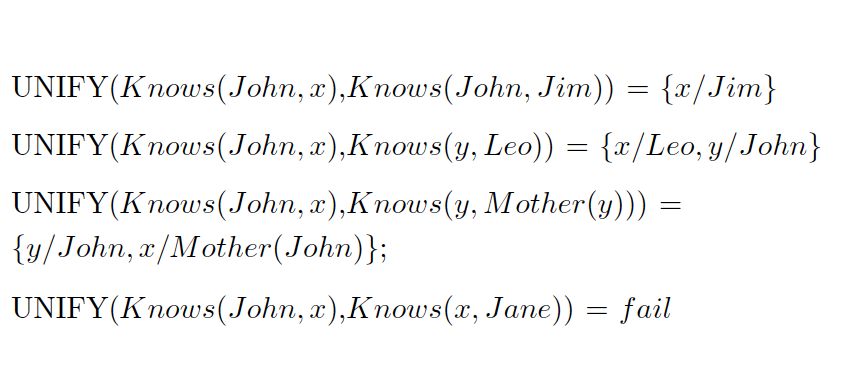 UNIFY(Knows(John, x),Knows(John, Jim)) = {x/Jim}
UNIFY(Knows(John, x),Knows(y, Leo)) = {x/Leo, y/John}
UNIFY(Knows(John, x),Knows(y, Mother(y))) =
{y/John, x/Mother(John)};
UNIFY(Knows(John, x),Knows(x, Jane)) = fail